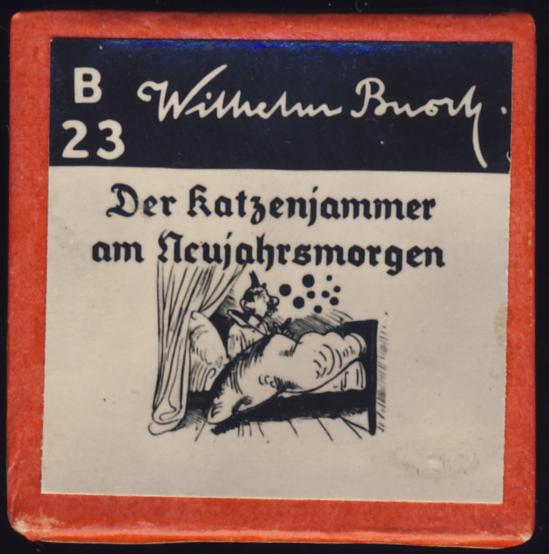 B
23
Wilhelm Busch.
Der Katzenjammer
am Neujahrsmorgen